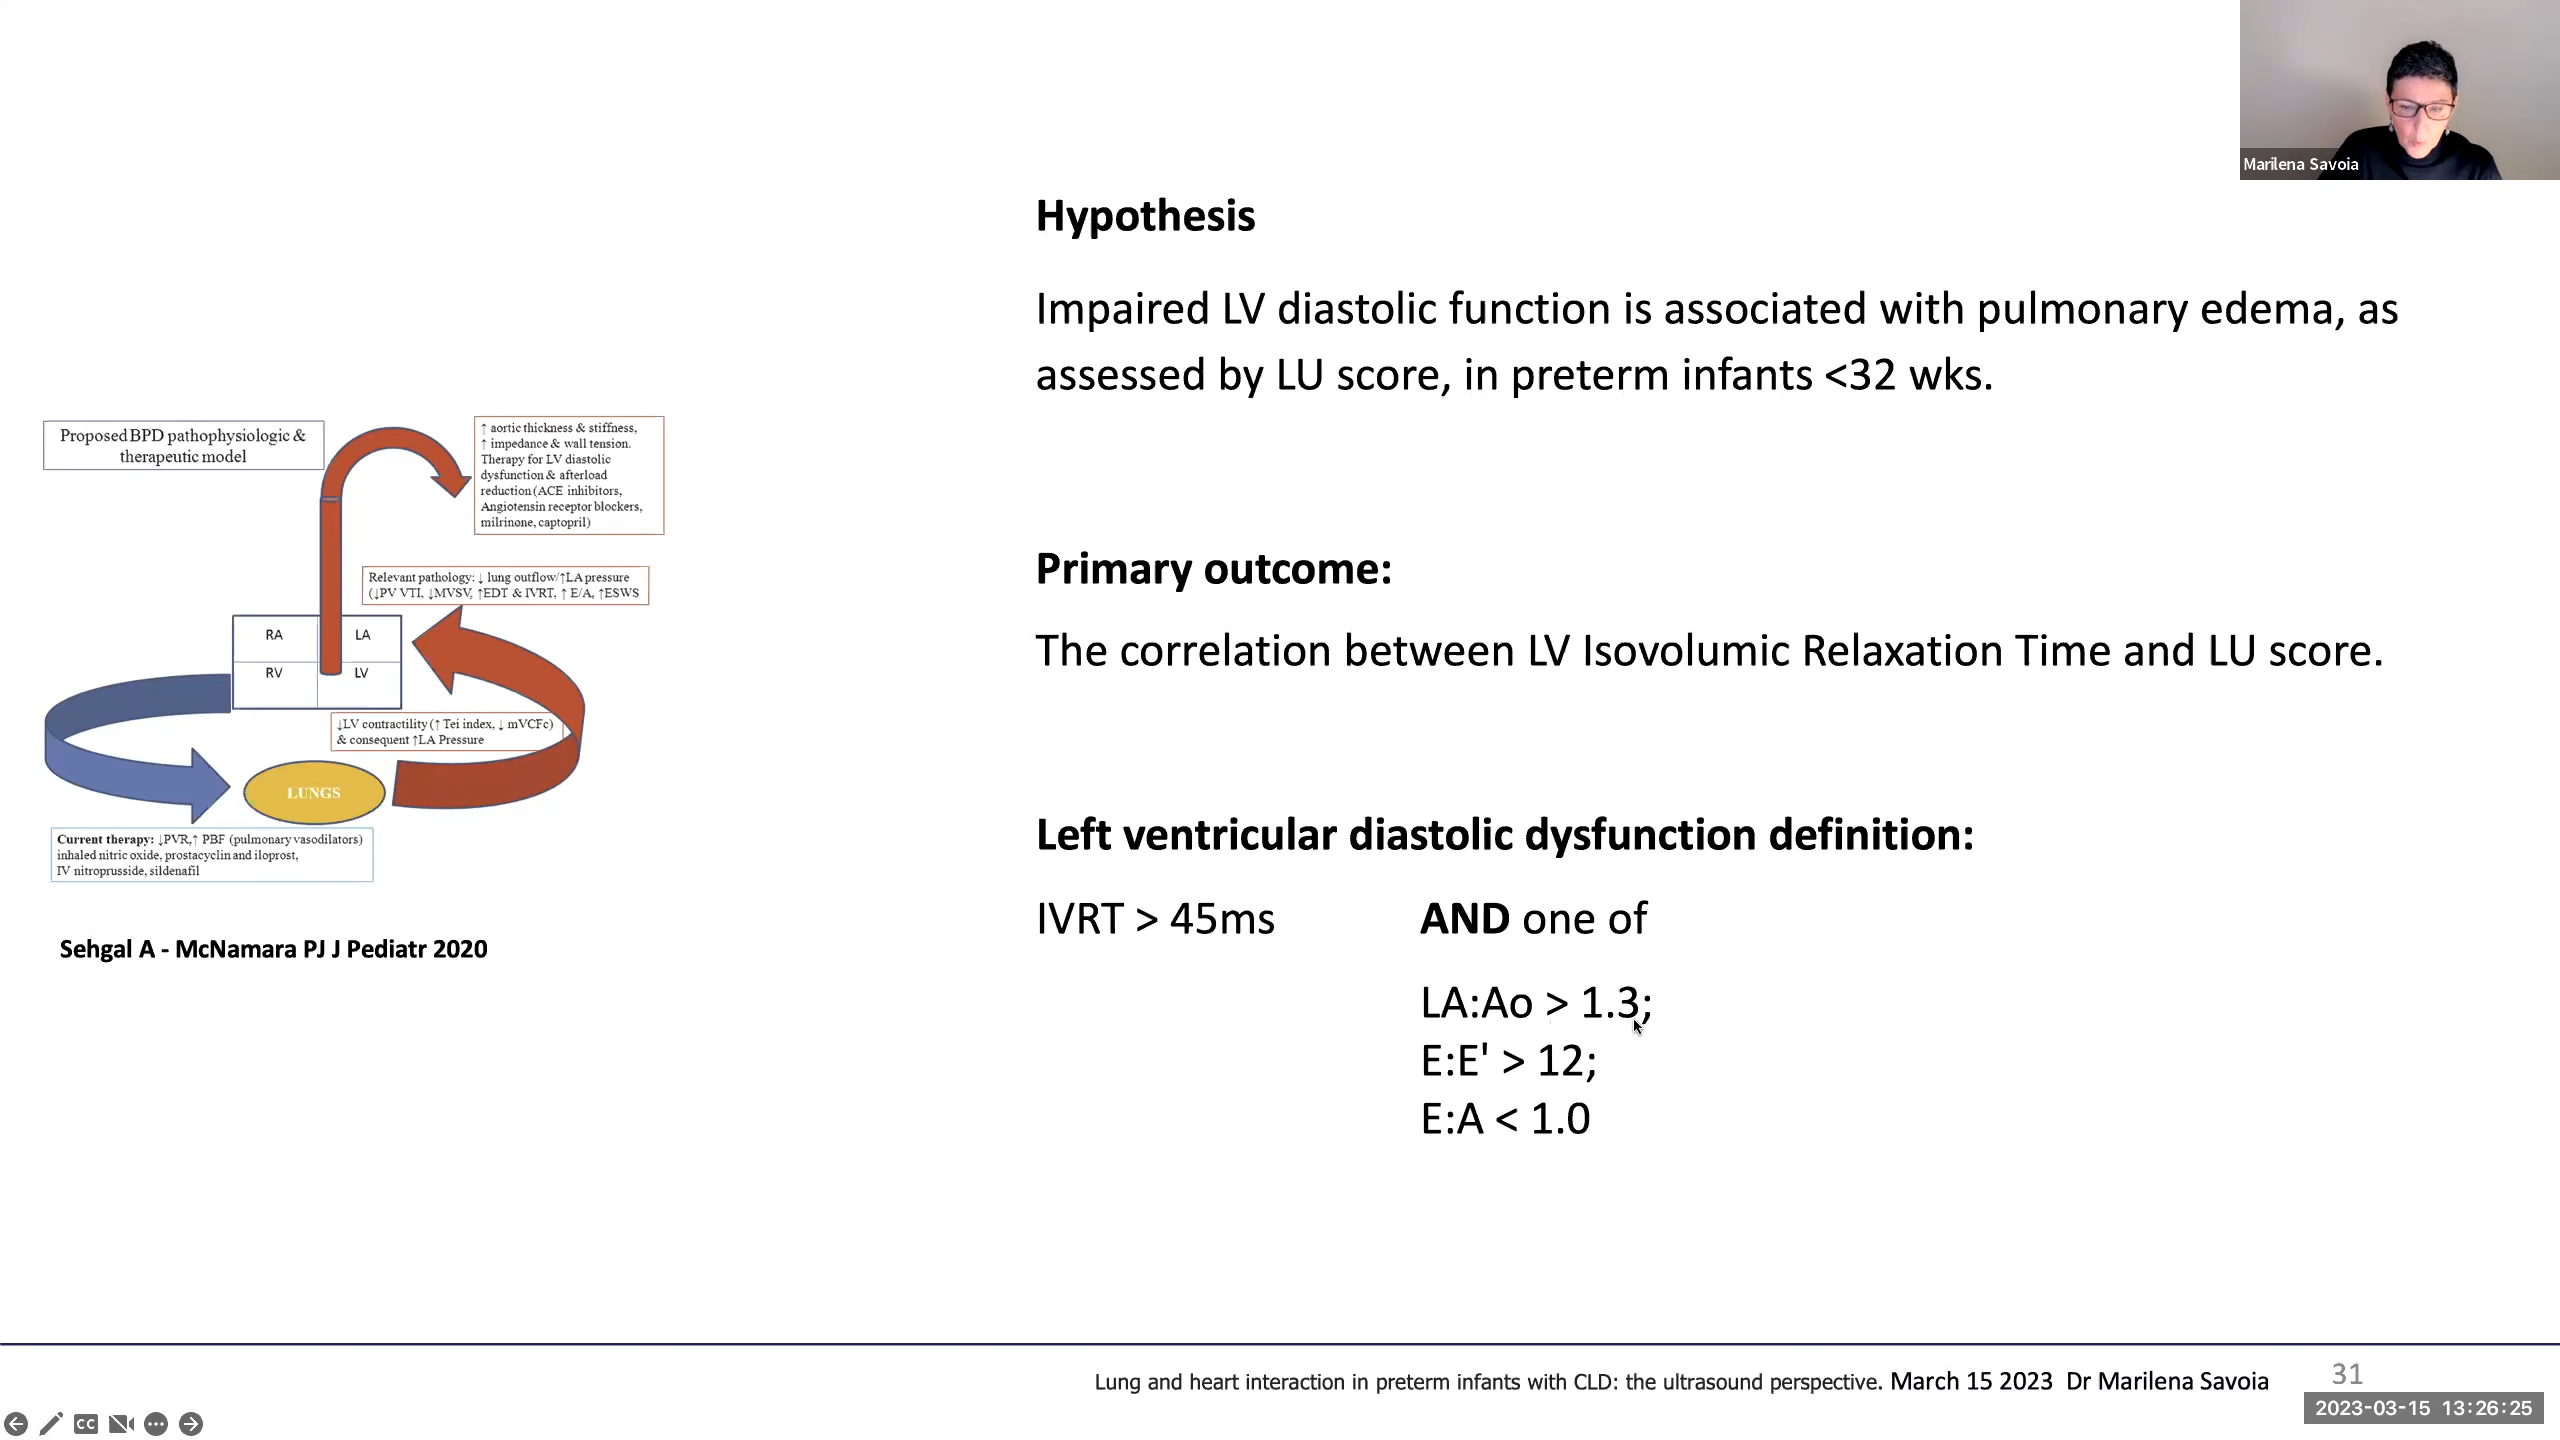 Marilena Savoia
Hypothesis
Impaired LV diastolic function is associated with pulmonary edema, as
assessed by LU score, in preterm infants <32 wks.
Proposed BPD pathophysiologic &
therapeutic model
↑ aortic thickness & stiffness,
↑ impedance & wall tension.
Therapy for LV diastolic
dysfunction & afterload
reduction (ACE inhibitors,
Angiotensin receptor blockers,
milrinone, captopril)
Relevant pathology: ↓ lung outflow/↑LA pressure
(↓PV VTI, ↓MVSV, ↑EDT & IVRT, ↑ E/A, ↑ESWS
RA
LA
RV
LV
↓LV contractility (↑ Tei index, ↓ mVCFc)
& consequent ↑LA Pressure
LUNGS
Current therapy: ↓PVR,↑ PBF (pulmonary vasodilators)
inhaled nitric oxide, prostacyclin and iloprost,
IV nitroprusside, sildenafil
Sehgal A - McNamara PJ J Pediatr 2020
Primary outcome:
The correlation between LV Isovolumic Relaxation Time and LU score.
Left ventricular diastolic dysfunction definition:
IVRT > 45ms AND one of
LA:Ao > 1.3;
E:E' > 12;
E:A < 1.0
Lung and heart interaction in preterm infants with CLD: the ultrasound perspective. March 15 2023 Dr Marilena Savoia
31
2023-03-15 13:26:25
CC